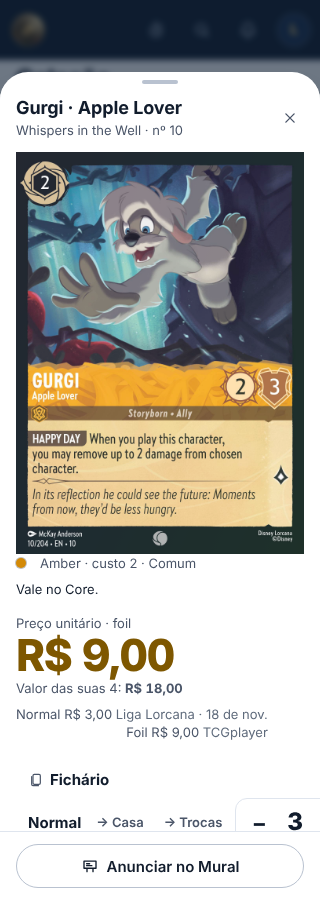 Gurgi · Apple Lover
Whispers in the Well · nº 10
2
GURGI
Apple Lover
2 3
Storyborn • Ally
HAPPY DAY When you play this character,
you may remove up to 2 damage from chosen
character.
In its reflection he could see the future: Moments
from now, they'd be less hungry.
McKay Anderson
10/204 • EN • 10
Disney Lorcana
©Disney
Amber · custo 2 · Comum
Vale no Core.
Preço unitário · foil
R$ 9,00
Valor das suas 4: R$ 18,00
Normal R$ 3,00 Liga Lorcana · 18 de nov.
Foil R$ 9,00 TCGplayer
Fichário
Normal → Casa → Trocas – 3
Anunciar no Mural